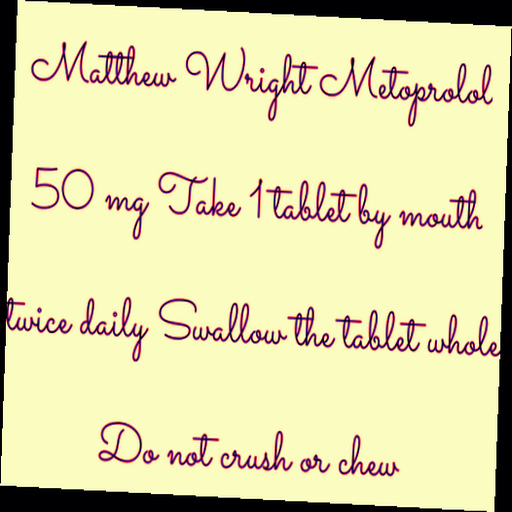 Matthew Wright Metoprolol
50 mg Take 1 tablet by mouth
twice daily Swallow the tablet whole
Do not crush or chew